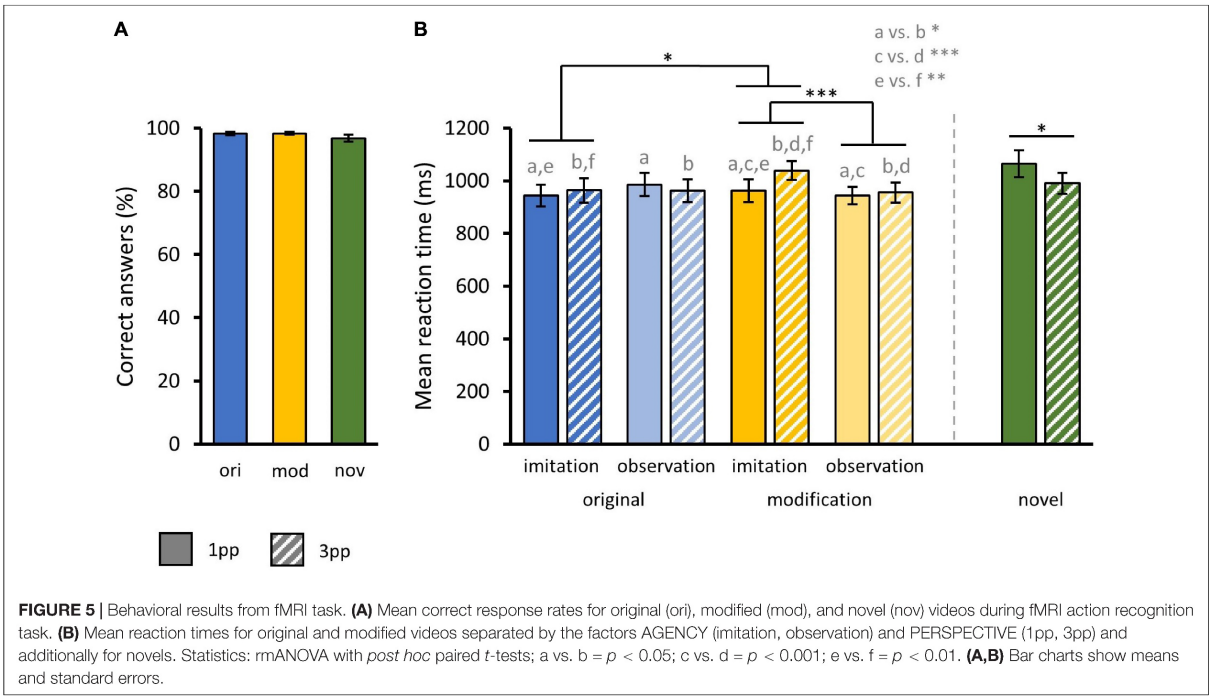 A
B
a vs. b *
c vs. d ***
e vs. f **
*
***
*
Correct answers (%)
100
80
60
40
20
0
ori mod nov
Mean reaction time (ms)
1200
1000
800
600
400
200
0
a,e b,f a b a,c,e b,d,f a,c b,d
imitation observation imitation observation
original modification novel
1pp 3pp
FIGURE 5 | Behavioral results from fMRI task. (A) Mean correct response rates for original (ori), modified (mod), and novel (nov) videos during fMRI action recognition
task. (B) Mean reaction times for original and modified videos separated by the factors AGENCY (imitation, observation) and PERSPECTIVE (1pp, 3pp) and
additionally for novels. Statistics: rmANOVA with post hoc paired t-tests; a vs. b = p < 0.05; c vs. d = p < 0.001; e vs. f = p < 0.01. (A,B) Bar charts show means
and standard errors.